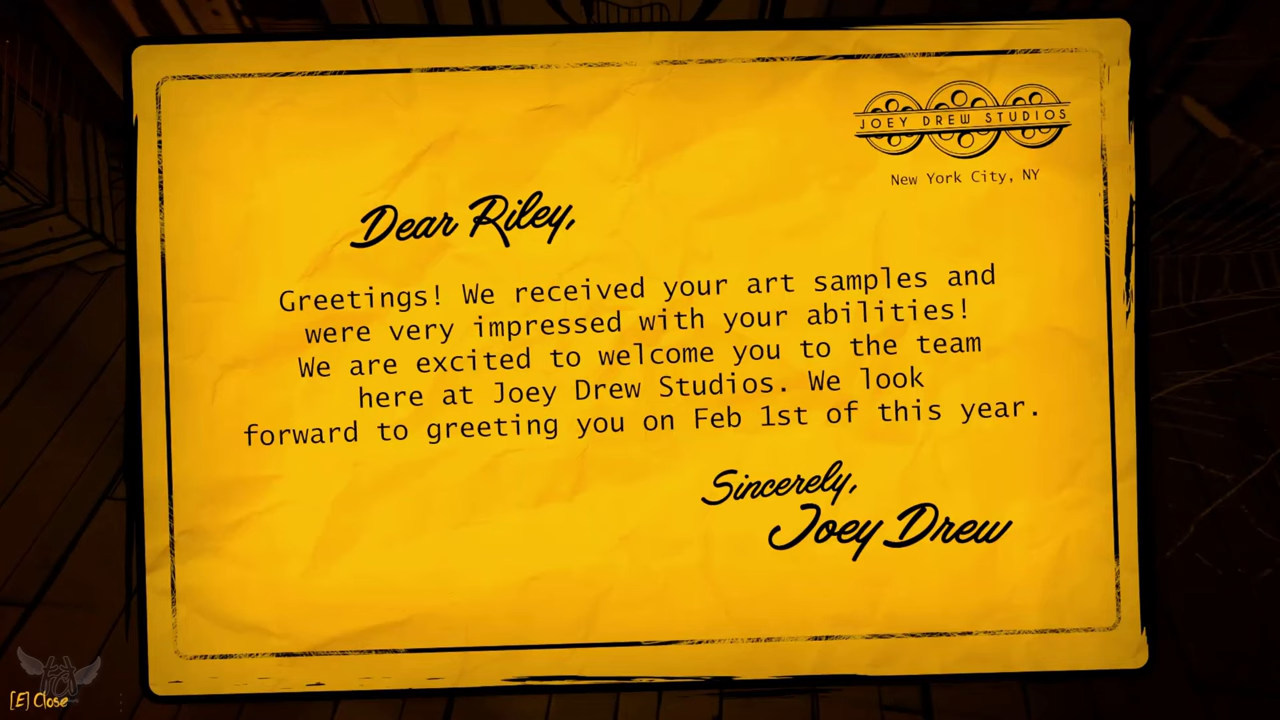 JOEY DREW STUDIOS
New York City, NY
Dear Riley,
Greetings! We received your art samples and
were very impressed with your abilities!
We are excited to welcome you to the team
here at Joey Drew Studios. We look
forward to greeting you on Feb 1st of this year.
Sincerely,
Joey Drew
[E] Close